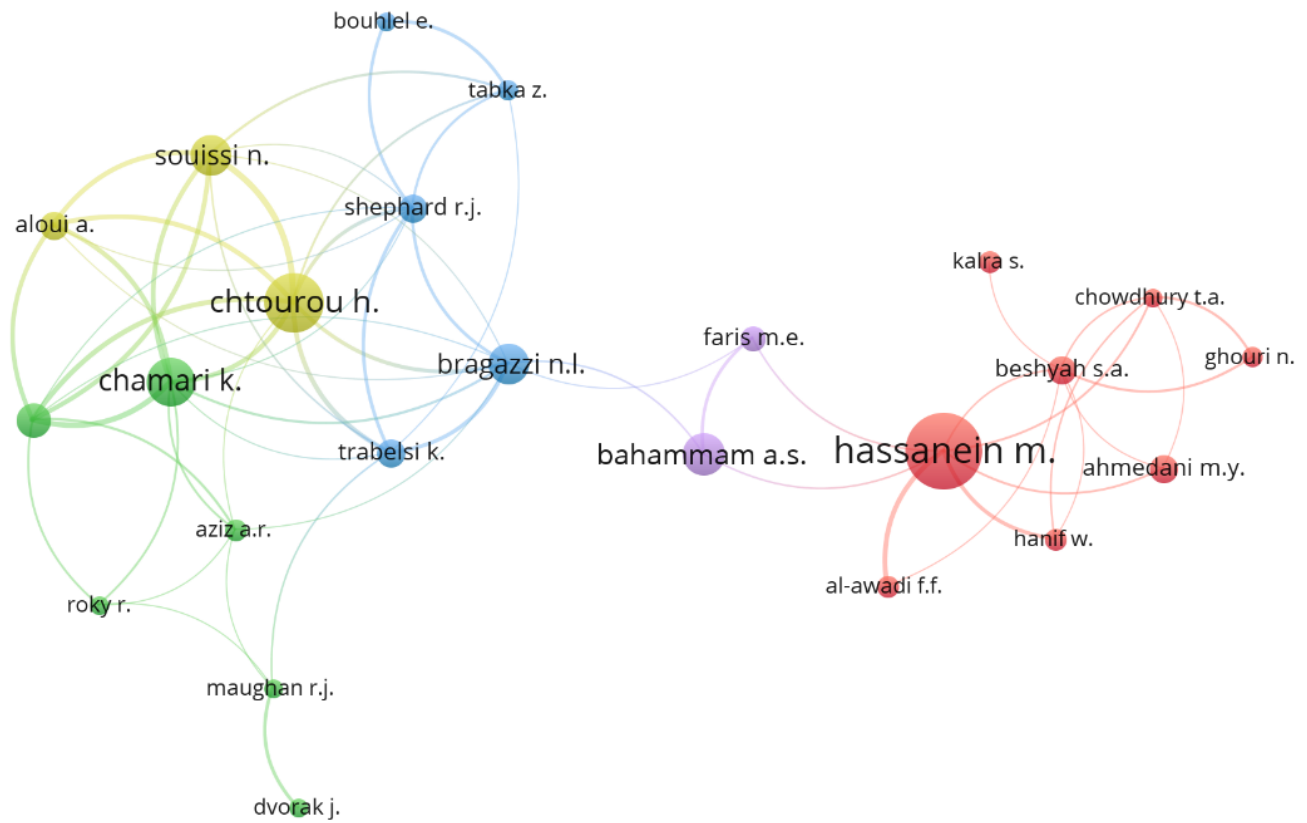 bouhlel e.
tabka z.
souissi n.
shephard r.j.
aloui a.
kalra s.
chtourou h.
chowdhury t.a.
faris m.e.
ghouri n.
bragazzi n.l.
beshyah s.a.
chamari k.
trabelsi k.
bahammam a.s.
hassanein m.
ahmedani m.y.
aziz a.r.
hanif w.
al-awadi f.f.
roky r.
maughan r.j.
dvorak j.